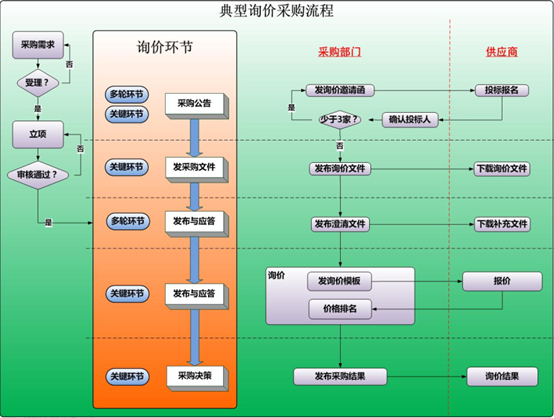 典型询价采购流程
采购需求
否
受理？
是
立项
否
审核通过？
是
询价环节
多轮环节
关键环节
采购公告
关键环节
发采购文件
多轮环节
发布与应答
关键环节
发布与应答
关键环节
采购决策
采购部门
供应商
发询价邀请函
投标报名
是
少于3家？
确认投标人
否
发布询价文件
下载询价文件
发布澄清文件
下载补充文件
询价
发询价模板
报价
价格排名
发布采购结果
询价结果